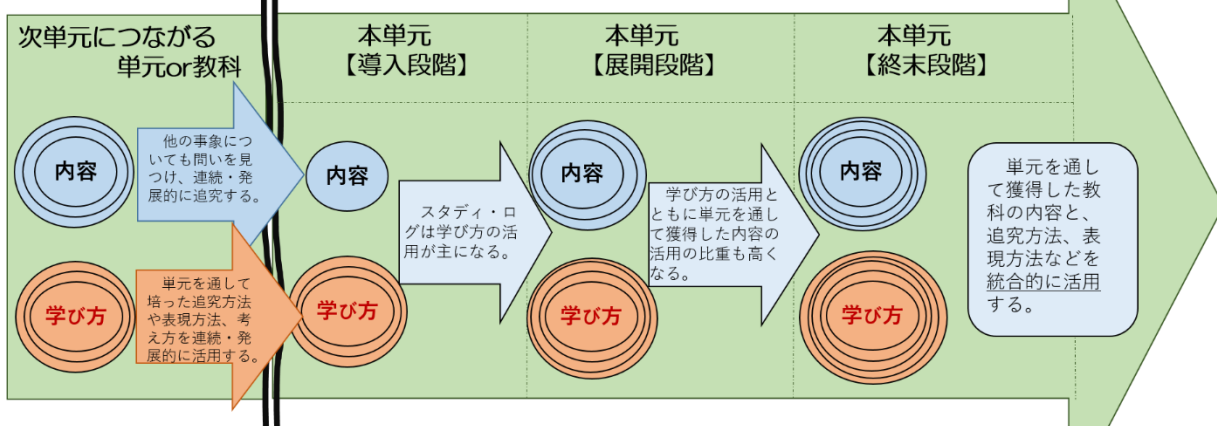 次単元につながる
単元or教科
本単元
【導入段階】
本単元
【展開段階】
本単元
【終末段階】
内容
他の事象につ
いても問いを見
つけ、連続・発
展的に追究する。
内容
スタディ・ロ
グは学び方の活
用が主になる。
内容
学び方の活用と
ともに単元を通し
て獲得した内容の
活用の比重も高く
なる。
内容
単元を通し
て獲得した教
科の内容と、
追究方法、表
現方法などを
統合的に活用
する。
学び方
単元を通して
培った追究方法
や表現方法、考
え方を連続・発
展的に活用する。
学び方
学び方
学び方